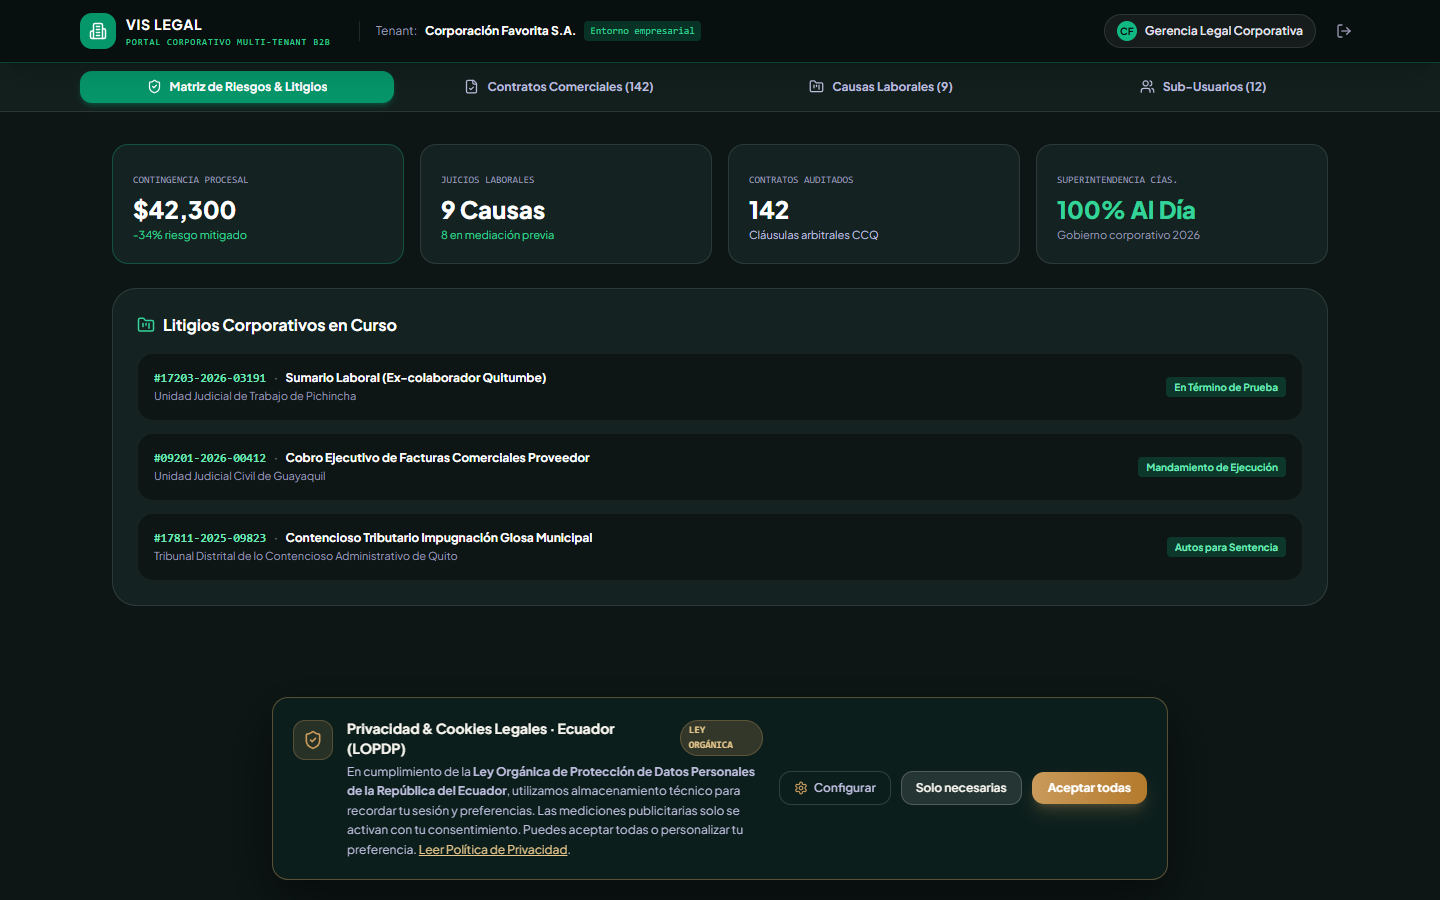 VIS LEGAL
PORTAL CORPORATIVO MULTI-TENANT B2B
Tenant: Corporación Favorita S.A. Entorno empresarial
CF Gerencia Legal Corporativa
Matriz de Riesgos & Litigios
Contratos Comerciales (142)
Causas Laborales (9)
Sub-Usuarios (12)
CONTINGENCIA PROCESAL
$42,300
-34% riesgo mitigado
JUICIOS LABORALES
9 Causas
8 en mediación previa
CONTRATOS AUDITADOS
142
Cláusulas arbitrales CCQ
SUPERINTENDENCIA CÍAS.
100% Al Día
Gobierno corporativo 2026
Litigios Corporativos en Curso
#17203-2026-03191 · Sumario Laboral (Ex-colaborador Quitumbe)
Unidad Judicial de Trabajo de Pichincha
En Término de Prueba
#09201-2026-00412 · Cobro Ejecutivo de Facturas Comerciales Proveedor
Unidad Judicial Civil de Guayaquil
Mandamiento de Ejecución
#17811-2025-09823 · Contencioso Tributario Impugnación Glosa Municipal
Tribunal Distrital de lo Contencioso Administrativo de Quito
Autos para Sentencia
Privacidad & Cookies Legales · Ecuador
(LOPDP)
LEY
ORGÁNICA
En cumplimiento de la Ley Orgánica de Protección de Datos Personales
de la República del Ecuador, utilizamos almacenamiento técnico para
recordar tu sesión y preferencias. Las mediciones publicitarias solo se
activan con tu consentimiento. Puedes aceptar todas o personalizar tu
preferencia. Leer Política de Privacidad.
Configurar
Solo necesarias
Aceptar todas